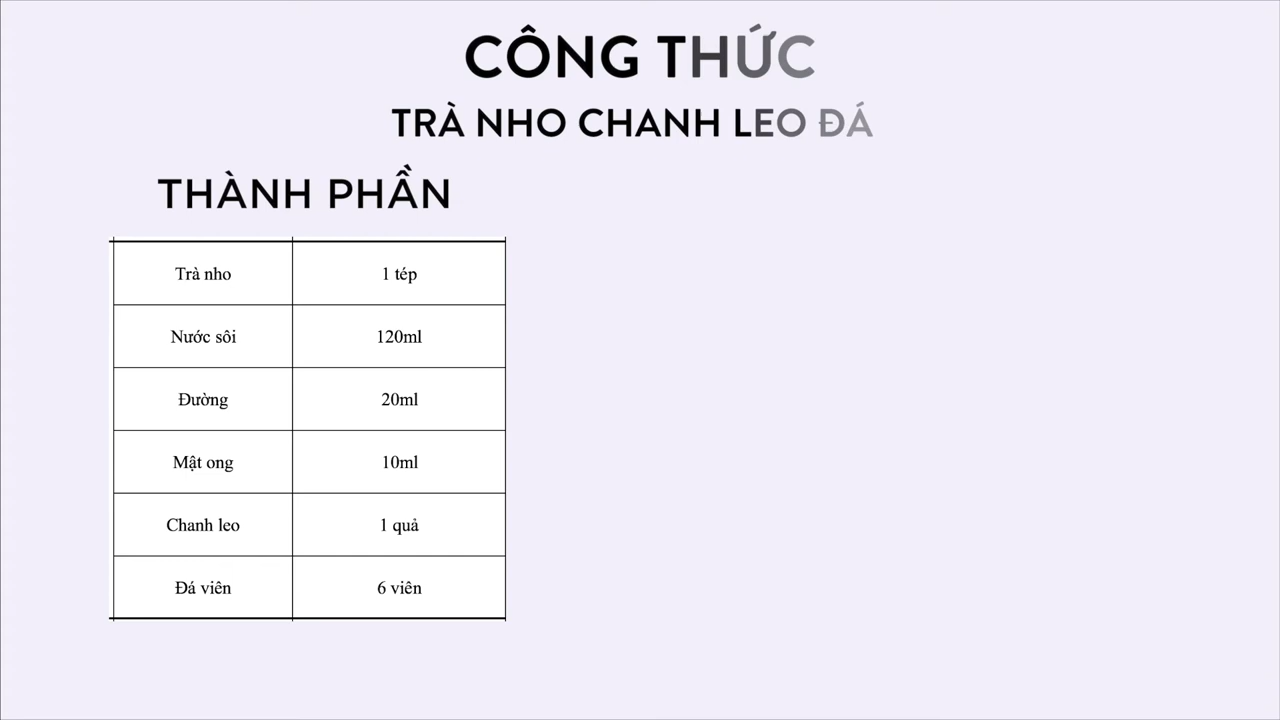 CÔNG THỨC
TRÀ NHO CHANH LEO ĐÁ
THÀNH PHẦN
Trà nho 1 tép
Nước sôi 120ml
Đường 20ml
Mật ong 10ml
Chanh leo 1 quả
Đá viên 6 viên